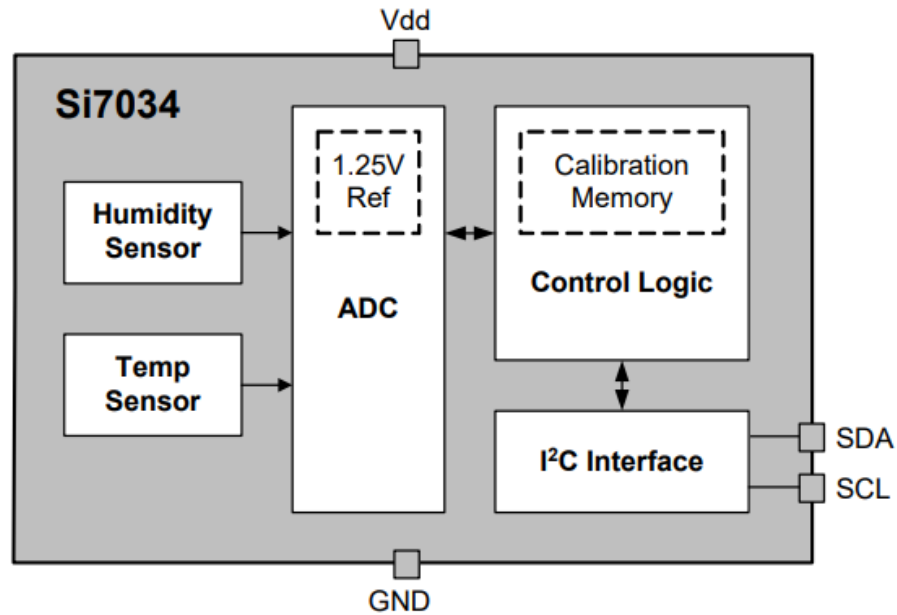 Vdd
Si7034
1.25V
Ref
Calibration
Memory
Humidity
Sensor
Control Logic
ADC
Temp
Sensor
I²C Interface
SDA
SCL
GND